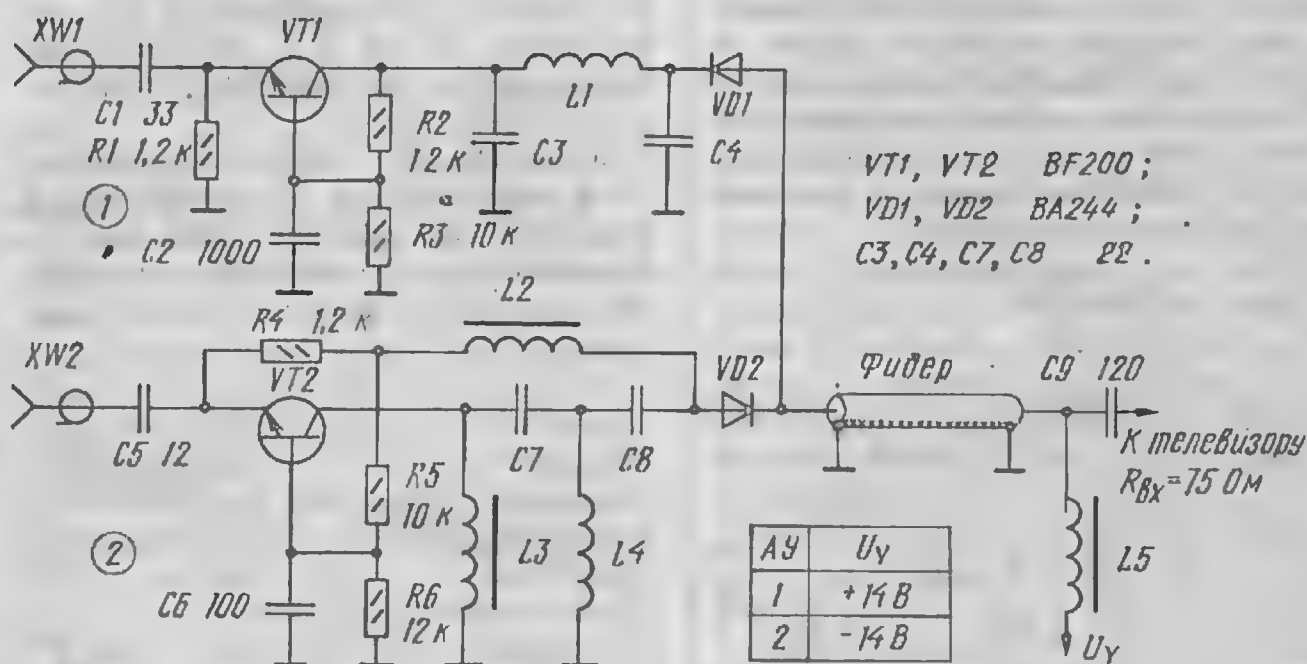 XW1
VT1
C1 33
R1 1,2 к
R2
12 к
C3
L1
C4
VD1
1
C2 1000
R3 10 к
VT1, VT2 BF200;
VD1, VD2 BA244;
C3, C4, C7, C8 22.
L2
R4 1,2 к
XW2
VT2
VD2
Фидер
C9 120
C5 12
C7
C8
К телевизору
Rвх=75 Ом
R5
10 к
L3
L4
2
C6 100
R6
12 к
АУ Uу
1 +14 В
2 -14 В
L5
Uу